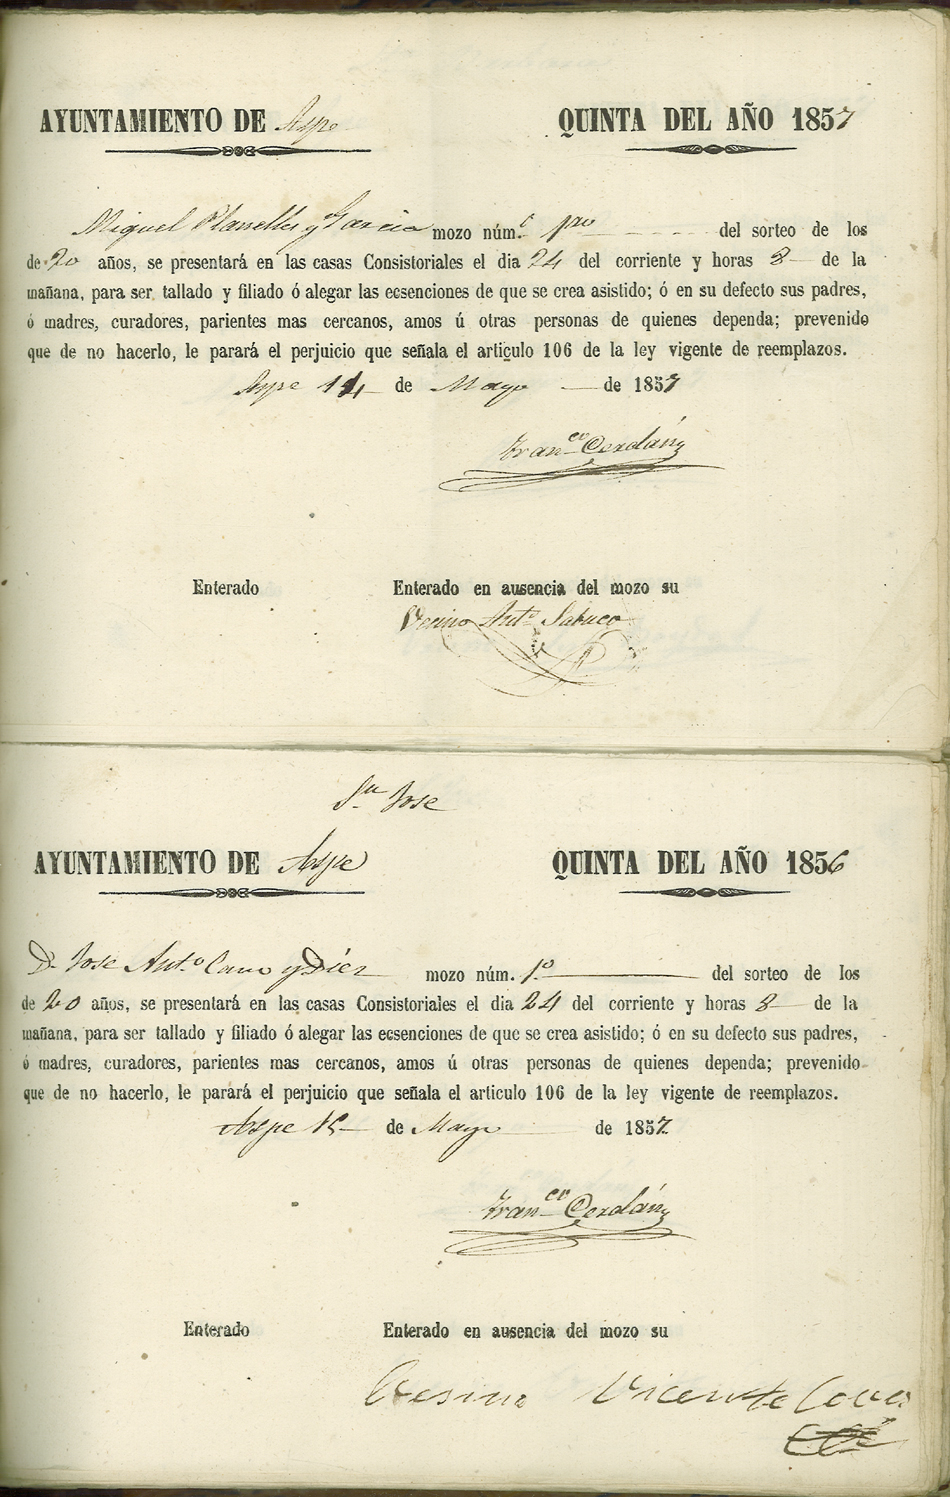 AYUNTAMIENTO DE Aspe
QUINTA DEL AÑO 1857
Miguel Planelles y Garcia mozo núm. 1º del sorteo de los
de 20 años, se presentará en las casas Consistoriales el dia 24 del corriente y horas 8 de la
mañana, para ser tallado y filiado ó alegar las ecsenciones de que se crea asistido; ó en su defecto sus padres,
ó madres, curadores, parientes mas cercanos, amos ú otras personas de quienes dependa; prevenido
que de no hacerlo, le parará el perjuicio que señala el articulo 106 de la ley vigente de reemplazos.
Aspe 14 de Mayo de 1857
Franco Cerdán
Enterado
Enterado en ausencia del mozo su
Vecino Anto Sabuco
Su Jose
AYUNTAMIENTO DE Aspe
QUINTA DEL AÑO 1856
D. Jose Anto Cano y Dies mozo núm. 1º del sorteo de los
de 20 años, se presentará en las casas Consistoriales el dia 24 del corriente y horas 8 de la
mañana, para ser tallado y filiado ó alegar las ecsenciones de que se crea asistido; ó en su defecto sus padres,
ó madres, curadores, parientes mas cercanos, amos ú otras personas de quienes dependa; prevenido
que de no hacerlo, le parará el perjuicio que señala el articulo 106 de la ley vigente de reemplazos.
Aspe 15 de Mayo de 1857
Franco Cerdán
Enterado
Enterado en ausencia del mozo su
Vesino Vicente